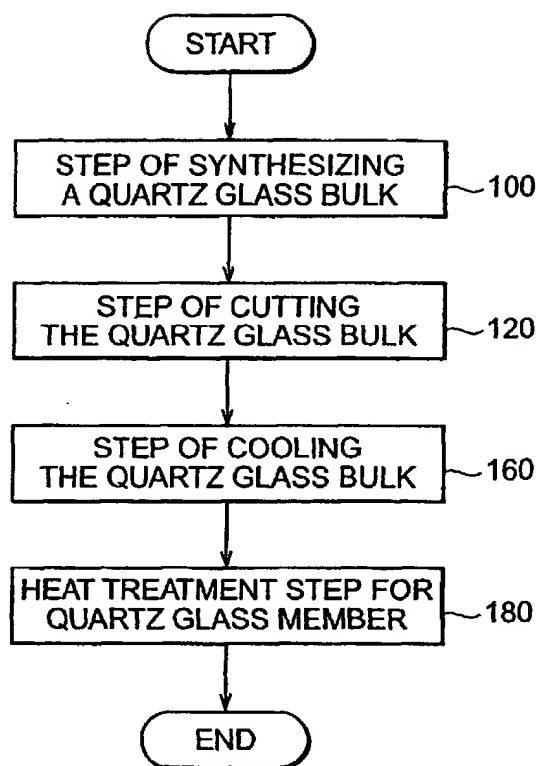 START
STEP OF SYNTHESIZING
A QUARTZ GLASS BULK
100
STEP OF CUTTING
THE QUARTZ GLASS BULK
120
STEP OF COOLING
THE QUARTZ GLASS BULK
160
HEAT TREATMENT STEP FOR
QUARTZ GLASS MEMBER
180
END